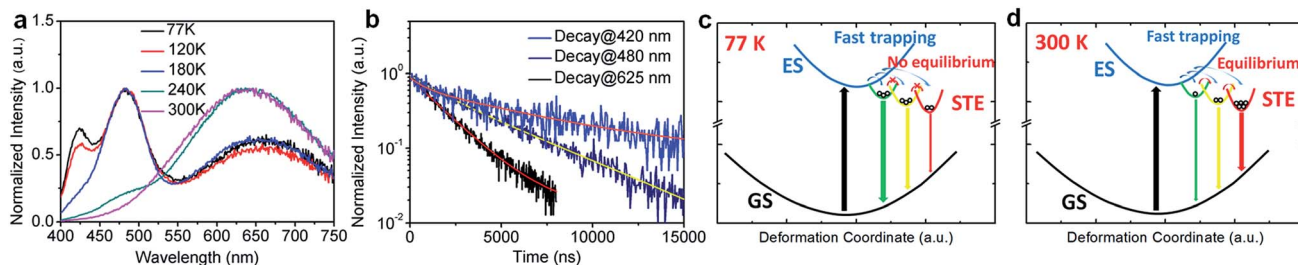 a
1.5
1.0
0.5
0.0
Normalized Intensity (a.u.)
77K
120K
180K
240K
300K
400 450 500 550 600 650 700 750
Wavelength (nm)
b
10⁰
10⁻¹
10⁻²
Normalized Intensity (a.u.)
Decay@420 nm
Decay@480 nm
Decay@625 nm
0 5000 10000 15000
Time (ns)
c
77 K
Fast trapping
ES
No equilibrium
STE
GS
Deformation Coordinate (a.u.)
d
300 K
Fast trapping
ES
Equilibrium
STE
GS
Deformation Coordinate (a.u.)